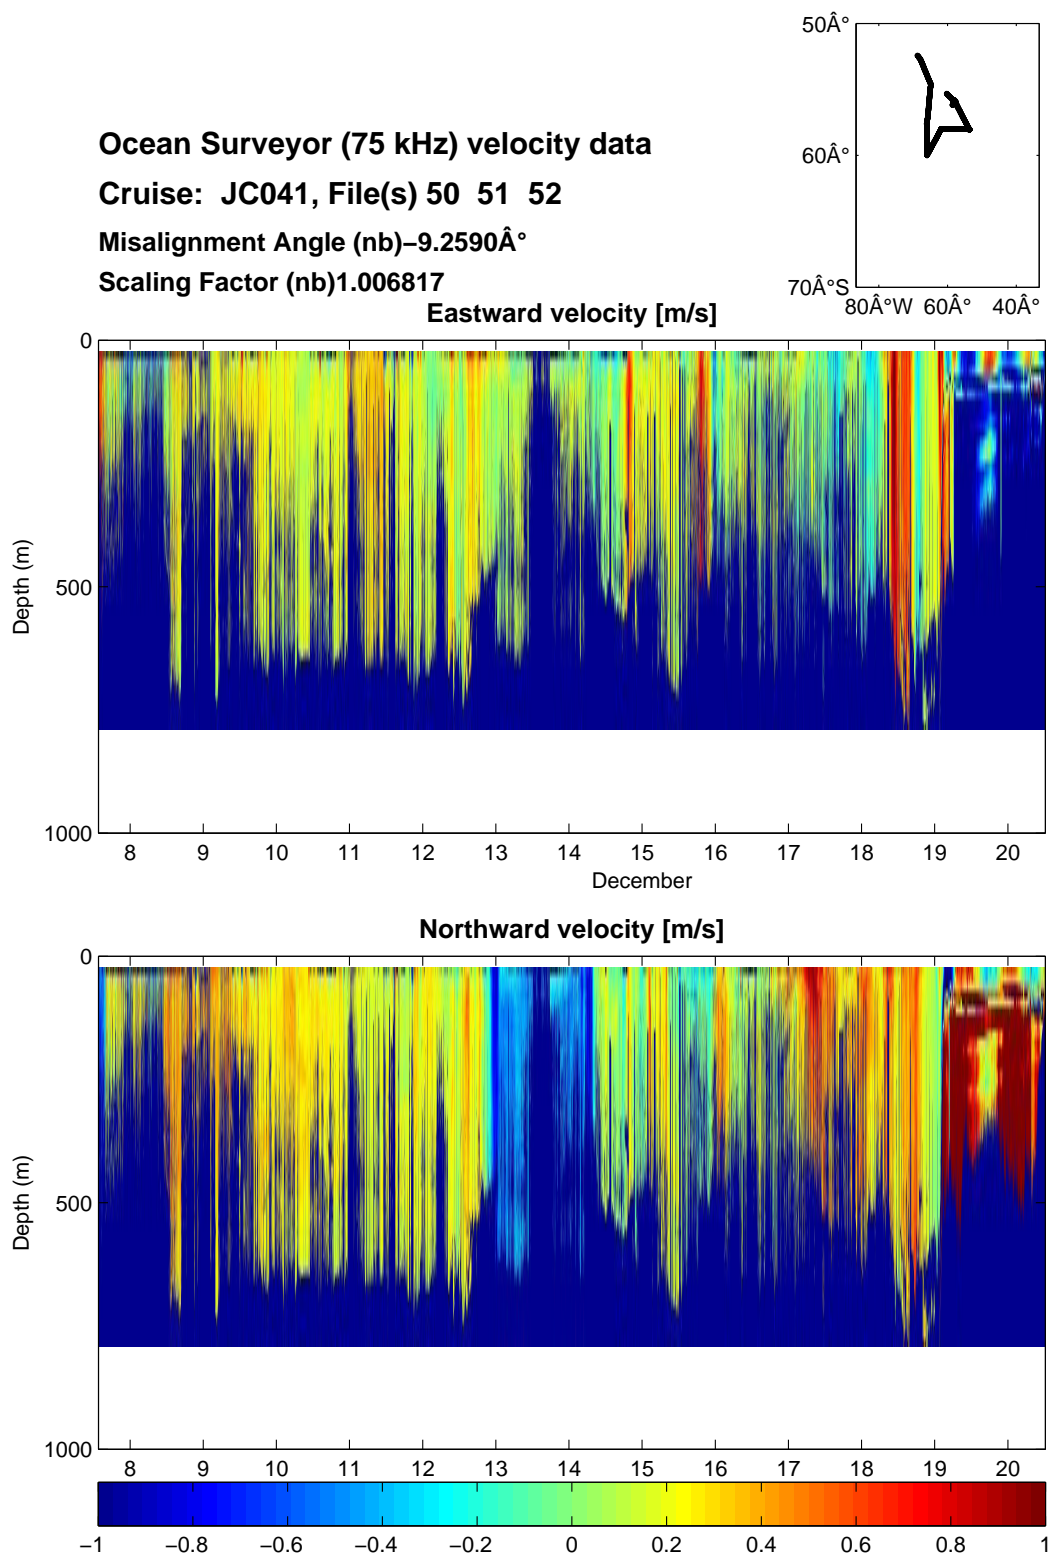 50Â°
60Â°
70Â°S
80Â°W 60Â° 40Â°
Ocean Surveyor (75 kHz) velocity data
Cruise: JC041, File(s) 50 51 52
Misalignment Angle (nb)−9.2590Â°
Scaling Factor (nb)1.006817
Eastward velocity [m/s]
0
500
1000
Depth (m)
8 9 10 11 12 13 14 15 16 17 18 19 20
December
Northward velocity [m/s]
0
500
1000
Depth (m)
8 9 10 11 12 13 14 15 16 17 18 19 20
−1 −0.8 −0.6 −0.4 −0.2 0 0.2 0.4 0.6 0.8 1